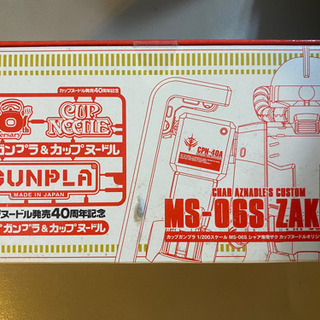 カップヌードル発売40周年記念
CUP
NOODLE
ガンプラ&カップヌードル
GUNPLA
MADE IN JAPAN
ップヌードル発売40周年記念
プガンプラ&カップヌードル
CPN-40A
CHAR AZNABLE'S CUSTOM
MS-06S ZAK
カップガンプラ 1/200スケール MS-06S シャア専用ザク カップヌードルオリジ